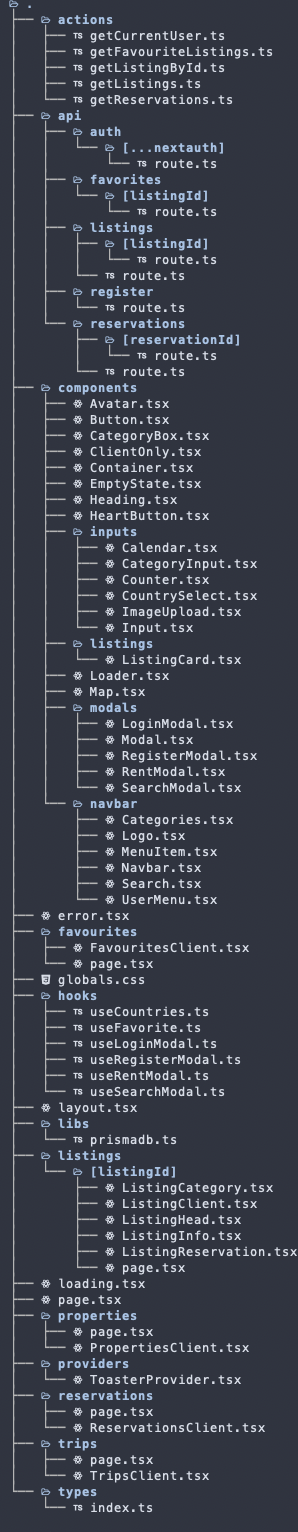 .
actions
TS getCurrentUser.ts
TS getFavouriteListings.ts
TS getListingById.ts
TS getListings.ts
TS getReservations.ts
api
auth
[...nextauth]
TS route.ts
favorites
[listingId]
TS route.ts
listings
[listingId]
TS route.ts
TS route.ts
register
TS route.ts
reservations
[reservationId]
TS route.ts
TS route.ts
components
Avatar.tsx
Button.tsx
CategoryBox.tsx
ClientOnly.tsx
Container.tsx
EmptyState.tsx
Heading.tsx
HeartButton.tsx
inputs
Calendar.tsx
CategoryInput.tsx
Counter.tsx
CountrySelect.tsx
ImageUpload.tsx
Input.tsx
listings
ListingCard.tsx
Loader.tsx
Map.tsx
modals
LoginModal.tsx
Modal.tsx
RegisterModal.tsx
RentModal.tsx
SearchModal.tsx
navbar
Categories.tsx
Logo.tsx
MenuItem.tsx
Navbar.tsx
Search.tsx
UserMenu.tsx
error.tsx
favourites
FavouritesClient.tsx
page.tsx
globals.css
hooks
TS useCountries.ts
TS useFavorite.ts
TS useLoginModal.ts
TS useRegisterModal.ts
TS useRentModal.ts
TS useSearchModal.ts
layout.tsx
libs
TS prismadb.ts
listings
[listingId]
ListingCategory.tsx
ListingClient.tsx
ListingHead.tsx
ListingInfo.tsx
ListingReservation.tsx
page.tsx
loading.tsx
page.tsx
properties
page.tsx
PropertiesClient.tsx
providers
ToasterProvider.tsx
reservations
page.tsx
ReservationsClient.tsx
trips
page.tsx
TripsClient.tsx
types
TS index.ts